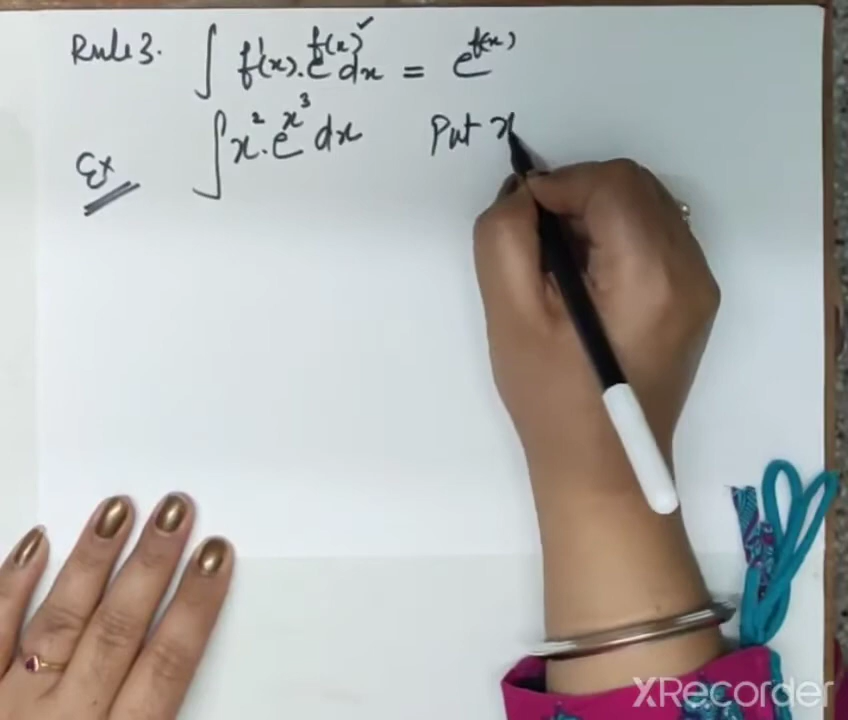 Rule 3. ∫ f'(x).e^f(x) dx = e^f(x)
Ex ∫ x².e^x³ dx Put x
XRecorder